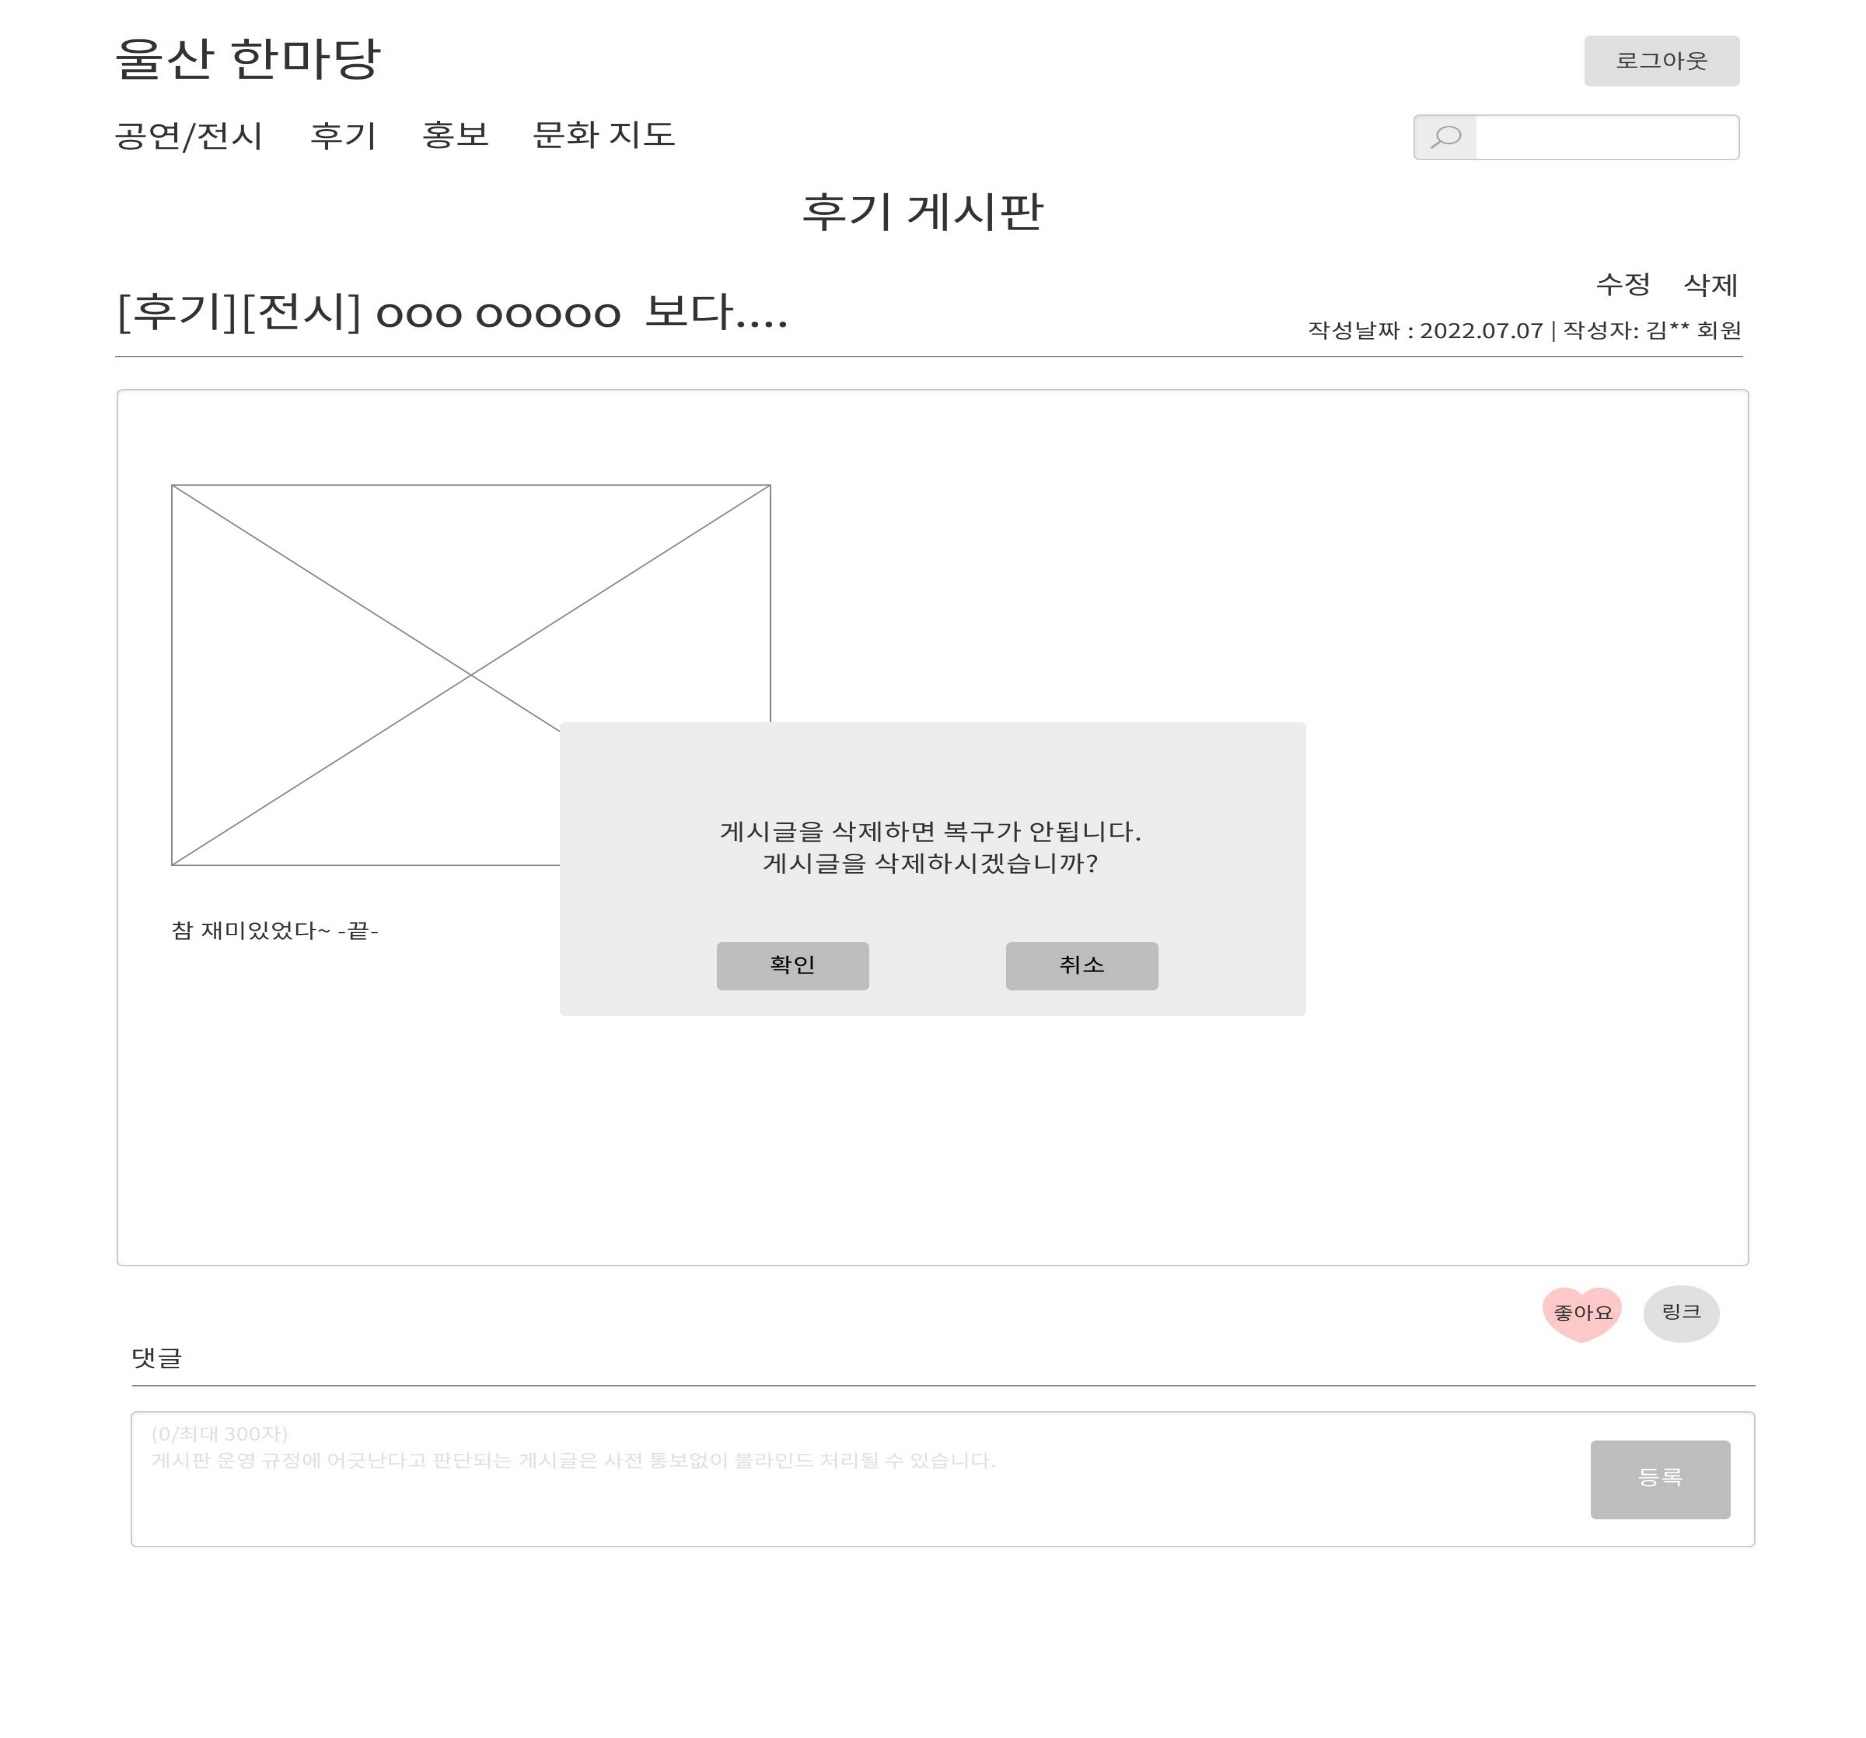 울산 한마당
로그아웃
공연/전시 후기 홍보 문화 지도
후기 게시판
수정 삭제
[후기][전시] ooo ooooo 보다....
작성날짜 : 2022.07.07 | 작성자: 김** 회원
게시글을 삭제하면 복구가 안됩니다.
게시글을 삭제하시겠습니까?
확인 취소
참 재미있었다~ -끝-
좋아요 링크
댓글
(0/최대 300자)
게시판 운영 규정에 어긋난다고 판단되는 게시글은 사전 통보없이 블라인드 처리될 수 있습니다.
등록